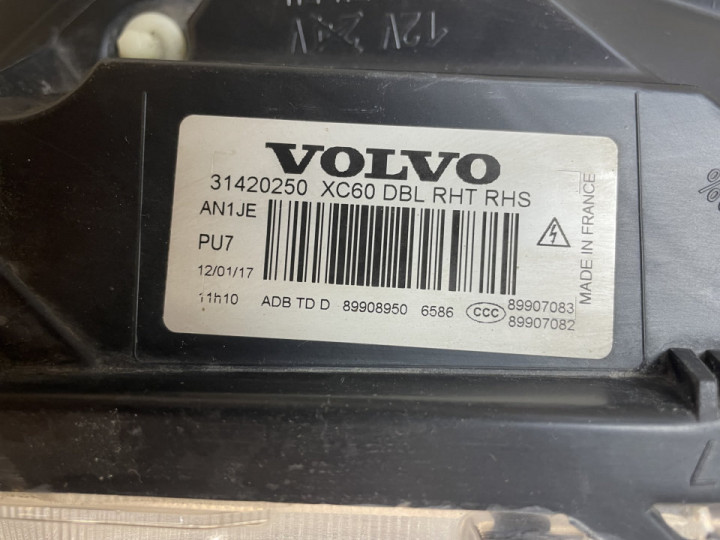 12V
VOLVO
31420250 XC60 DBL RHT RHS
AN1JE
PU7
12/01/17
11h10 ADB TD D 89908950 6586 CCC 89907083
89907082
MADE IN FRANCE
%